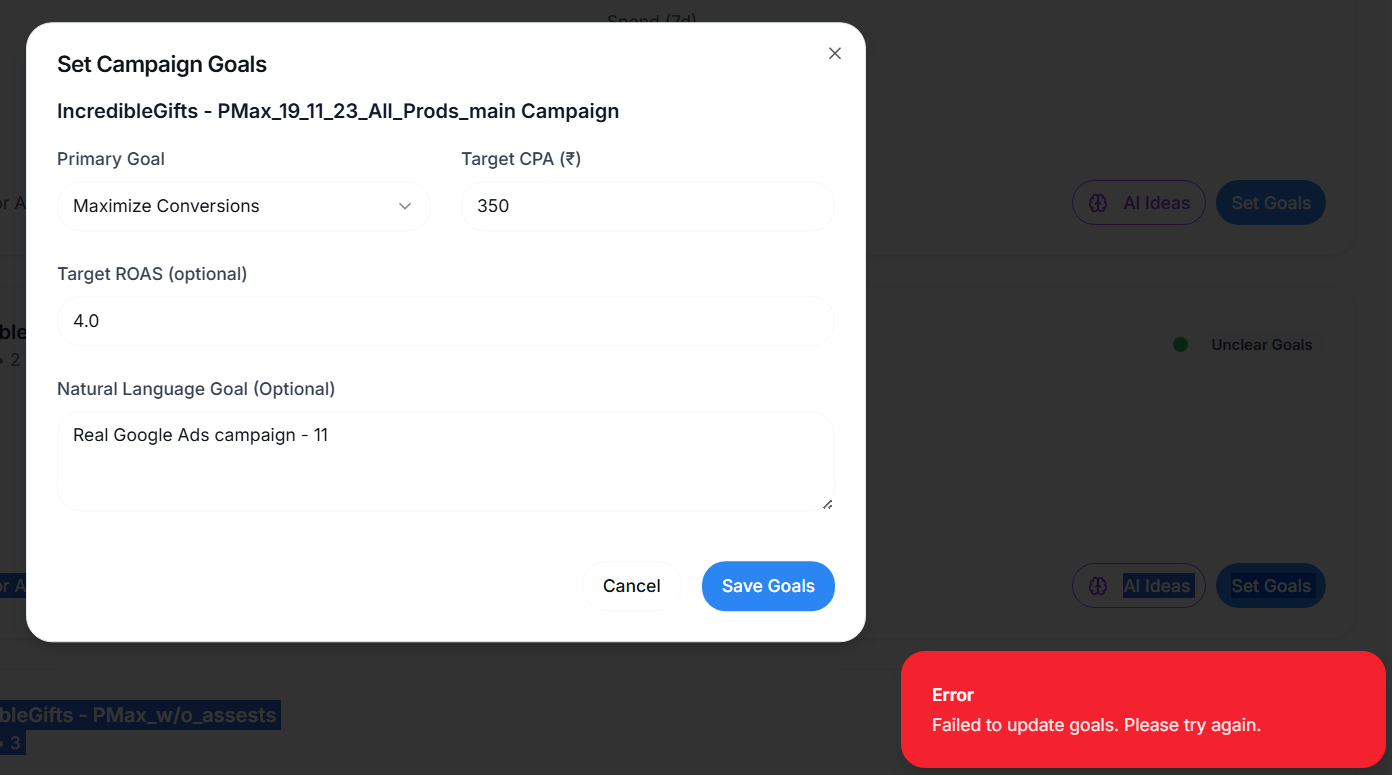 Spend (7d)
Set Campaign Goals
IncredibleGifts - PMax_19_11_23_All_Prods_main Campaign
Primary Goal
Target CPA (₹)
Maximize Conversions
350
or A
AI Ideas
Set Goals
Target ROAS (optional)
4.0
ble
• 2
Unclear Goals
Natural Language Goal (Optional)
Real Google Ads campaign - 11
Cancel
Save Goals
or A
AI Ideas
Set Goals
Error
Failed to update goals. Please try again.
bleGifts - PMax_w/o_assests
• 3